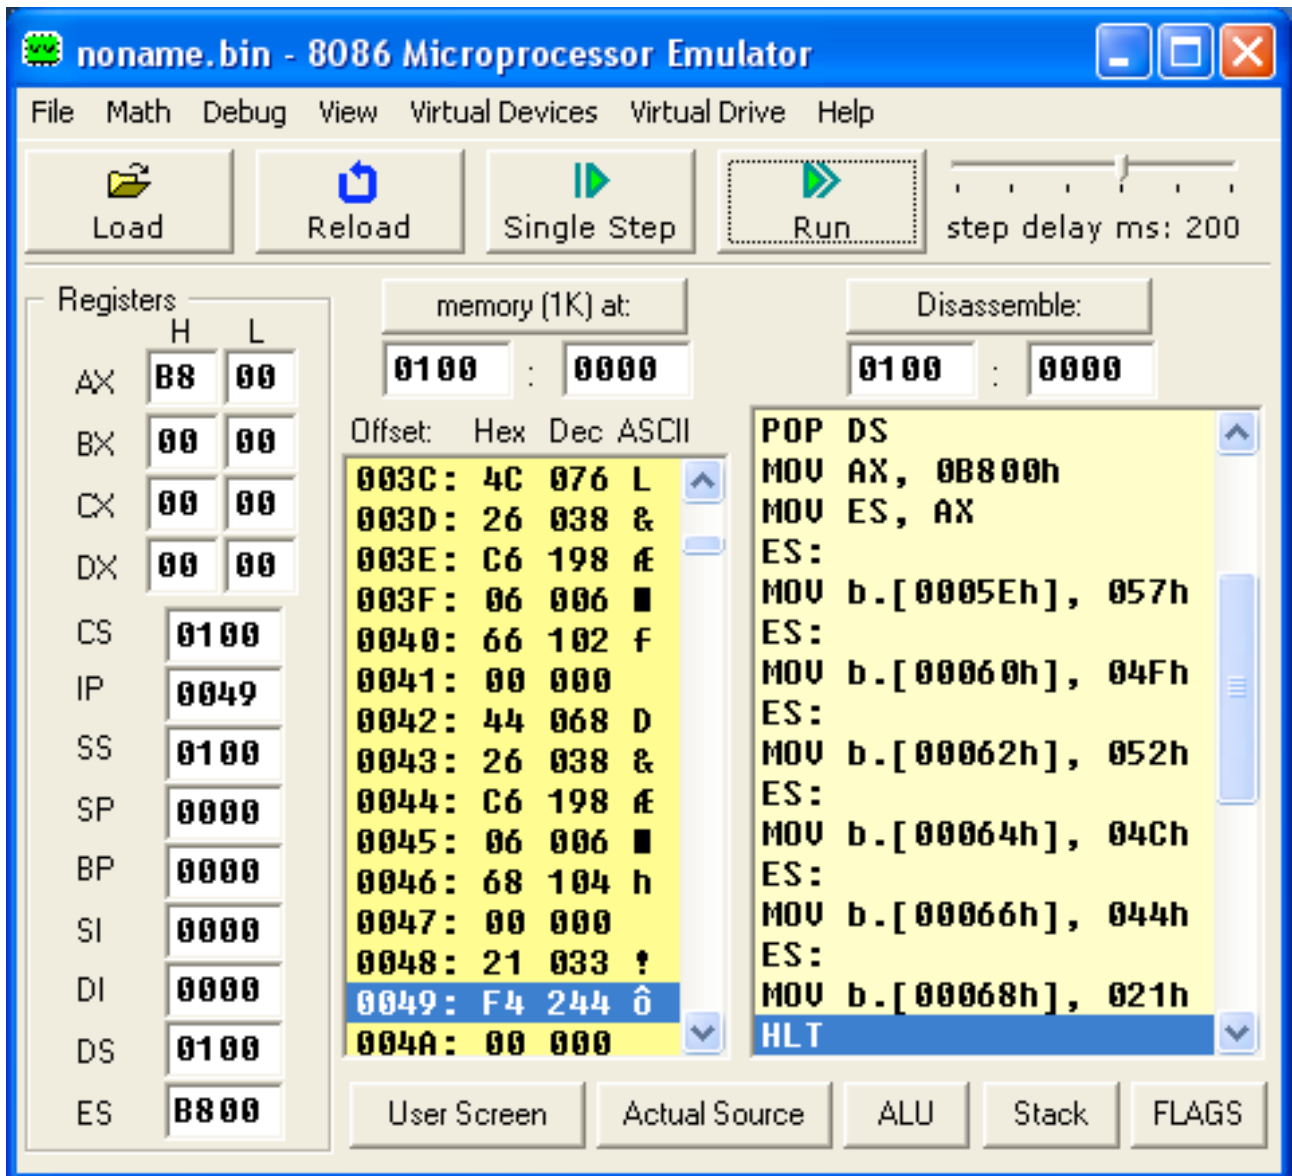 noname.bin - 8086 Microprocessor Emulator
File Math Debug View Virtual Devices Virtual Drive Help
Load Reload Single Step Run step delay ms: 200
Registers
H L
AX B8 00
BX 00 00
CX 00 00
DX 00 00
CS 0100
IP 0049
SS 0100
SP 0000
BP 0000
SI 0000
DI 0000
DS 0100
ES B800
memory (1K) at:
0100 : 0000
Offset: Hex Dec ASCII
003C: 4C 076 L
003D: 26 038 &
003E: C6 198 Æ
003F: 06 006 ■
0040: 66 102 f
0041: 00 000
0042: 44 068 D
0043: 26 038 &
0044: C6 198 Æ
0045: 06 006 ■
0046: 68 104 h
0047: 00 000
0048: 21 033 !
0049: F4 244 ô
004A: 00 000
Disassemble:
0100 : 0000
POP DS
MOV AX, 0B800h
MOV ES, AX
ES:
MOV b.[0005Eh], 057h
ES:
MOV b.[00060h], 04Fh
ES:
MOV b.[00062h], 052h
ES:
MOV b.[00064h], 04Ch
ES:
MOV b.[00066h], 044h
ES:
MOV b.[00068h], 021h
HLT
User Screen Actual Source ALU Stack FLAGS